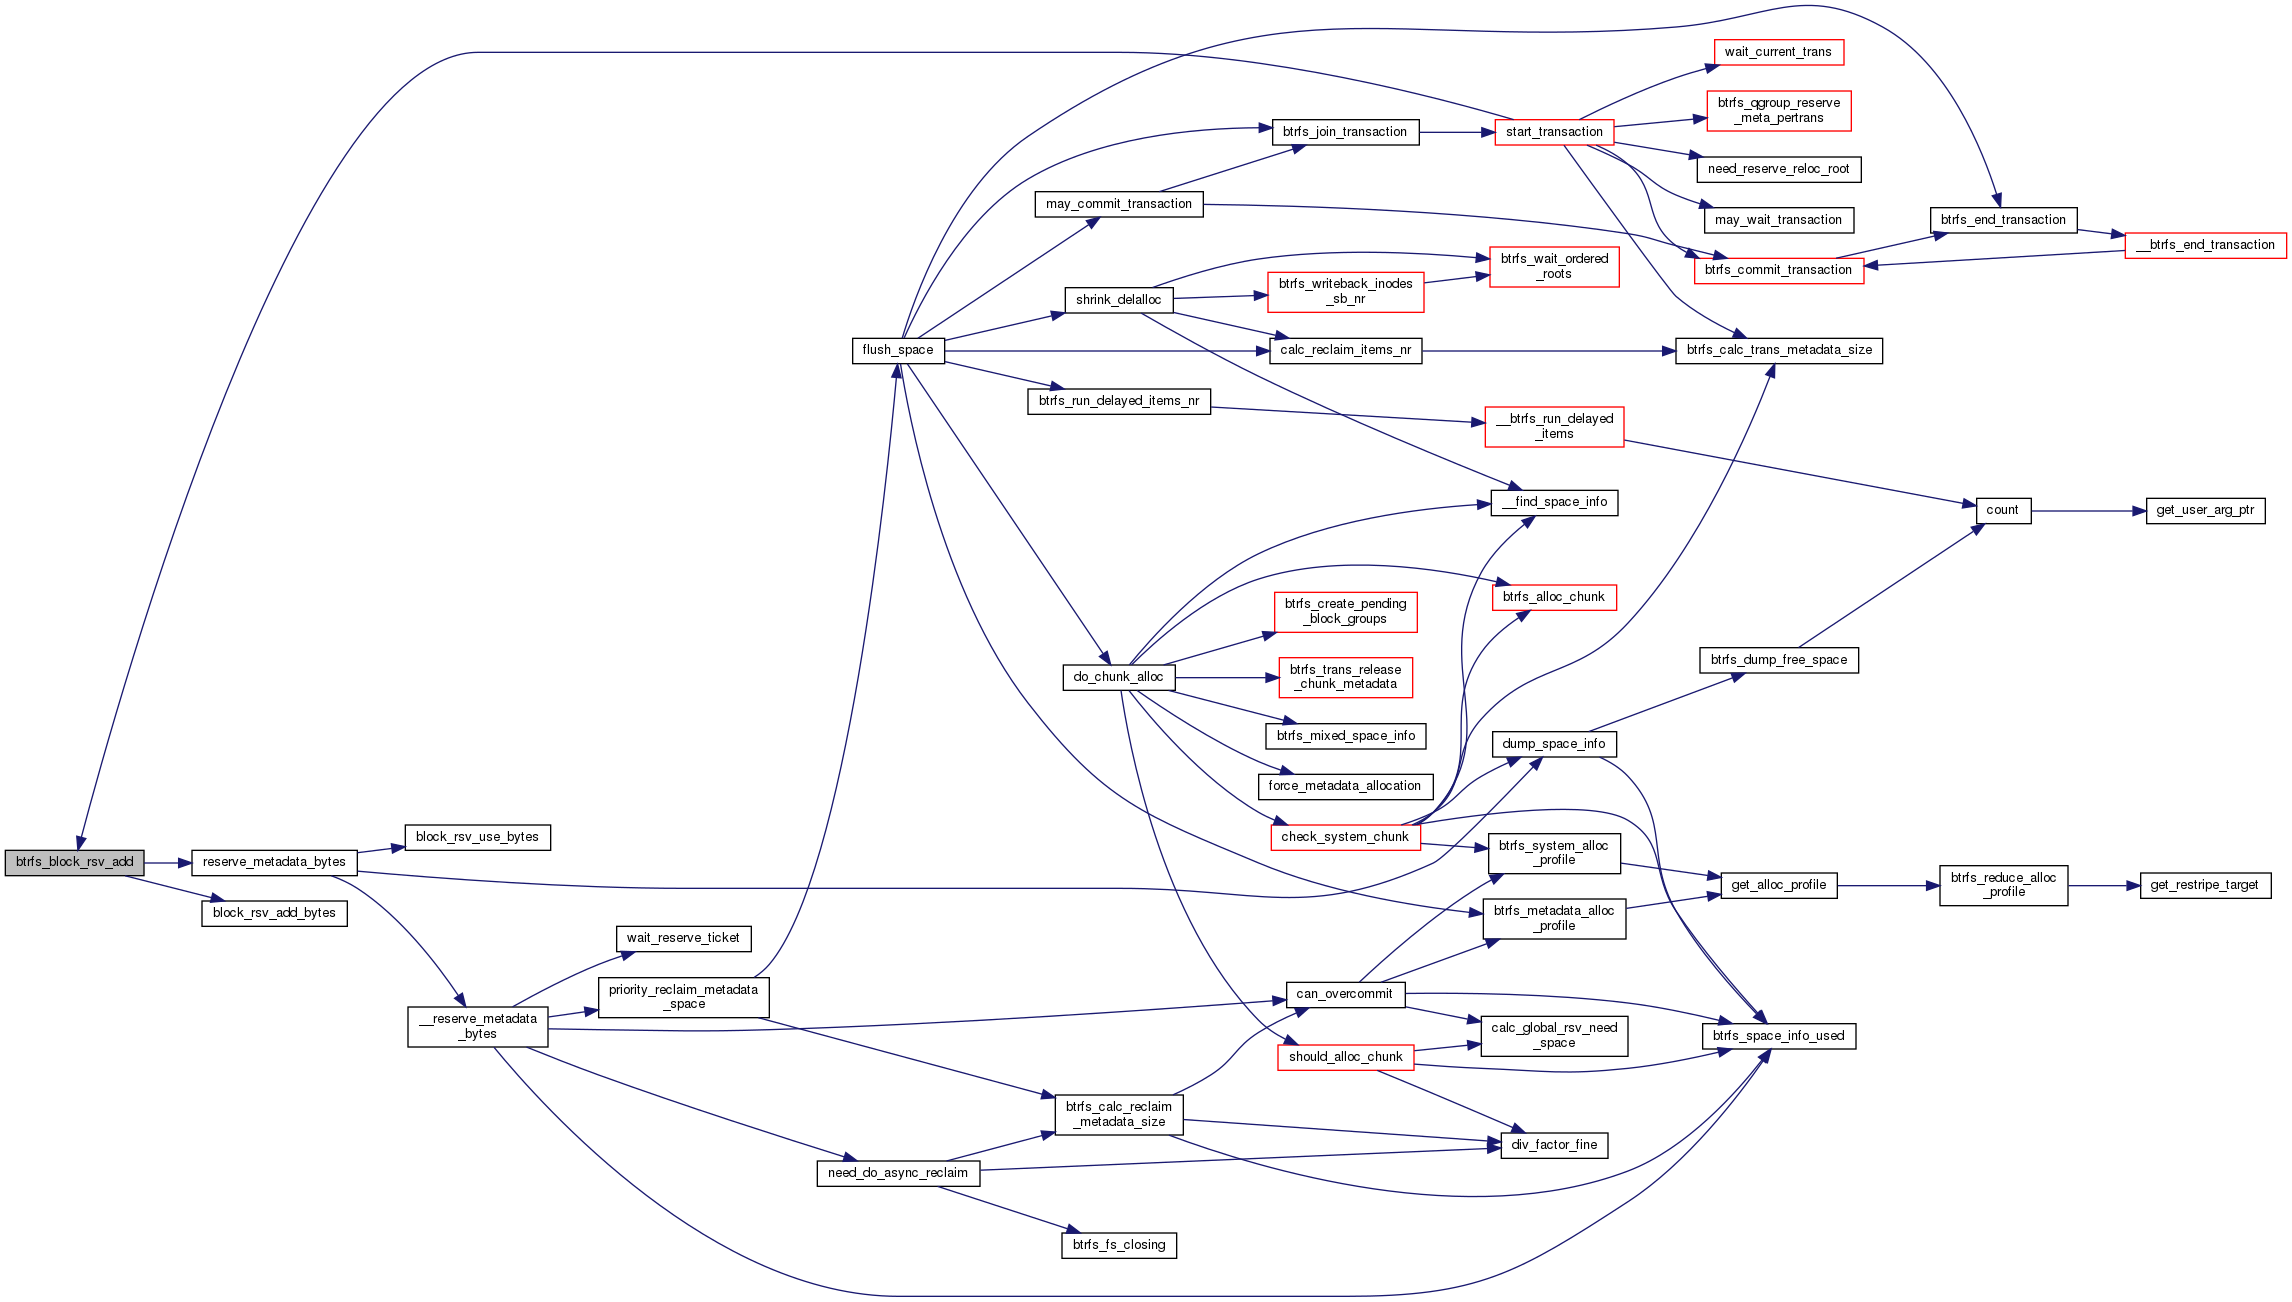 wait_current_trans
btrfs_qgroup_reserve
_meta_pertrans
btrfs_join_transaction
start_transaction
need_reserve_reloc_root
may_commit_transaction
may_wait_transaction
btrfs_end_transaction
__btrfs_end_transaction
btrfs_wait_ordered
_roots
btrfs_commit_transaction
shrink_delalloc
btrfs_writeback_inodes
_sb_nr
flush_space
calc_reclaim_items_nr
btrfs_calc_trans_metadata_size
btrfs_run_delayed_items_nr
__btrfs_run_delayed
_items
__find_space_info
count
get_user_arg_ptr
btrfs_alloc_chunk
btrfs_create_pending
_block_groups
btrfs_dump_free_space
do_chunk_alloc
btrfs_trans_release
_chunk_metadata
btrfs_mixed_space_info
dump_space_info
force_metadata_allocation
block_rsv_use_bytes
check_system_chunk
btrfs_system_alloc
_profile
btrfs_block_rsv_add
reserve_metadata_bytes
get_alloc_profile
btrfs_reduce_alloc
_profile
get_restripe_target
block_rsv_add_bytes
btrfs_metadata_alloc
_profile
wait_reserve_ticket
priority_reclaim_metadata
_space
can_overcommit
__reserve_metadata
_bytes
calc_global_rsv_need
_space
btrfs_space_info_used
should_alloc_chunk
btrfs_calc_reclaim
_metadata_size
div_factor_fine
need_do_async_reclaim
btrfs_fs_closing